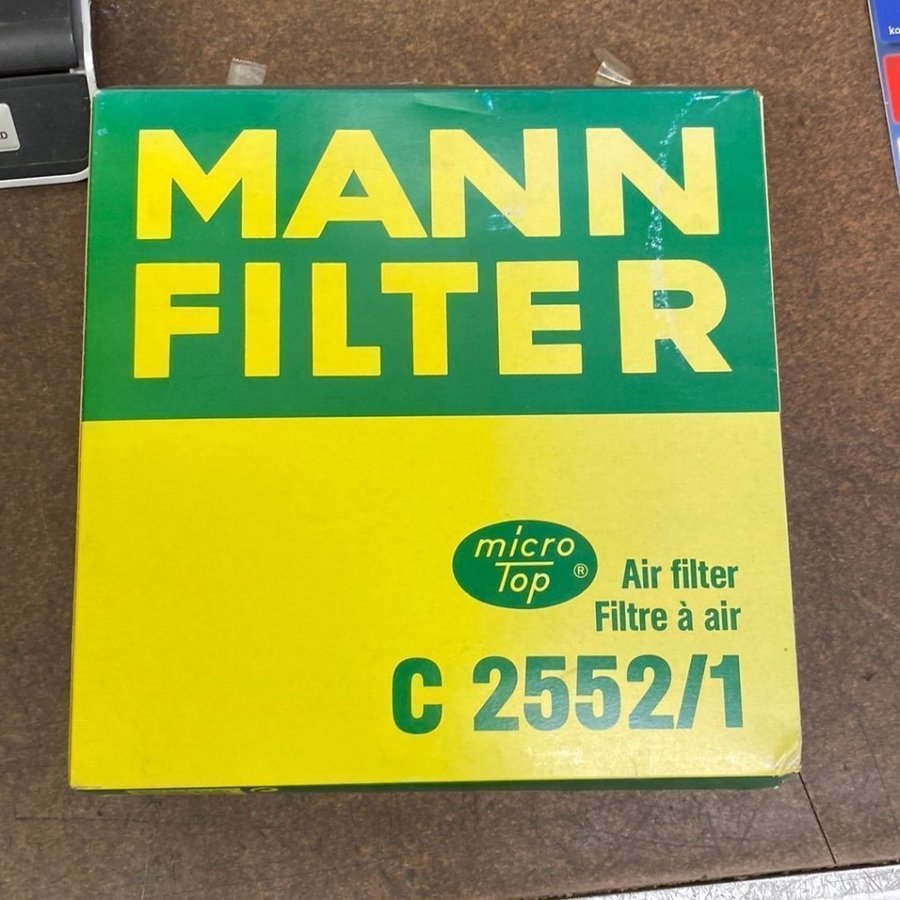 MANN
FILTER
micro
Top ®
Air filter
Filtre à air
C 2552/1